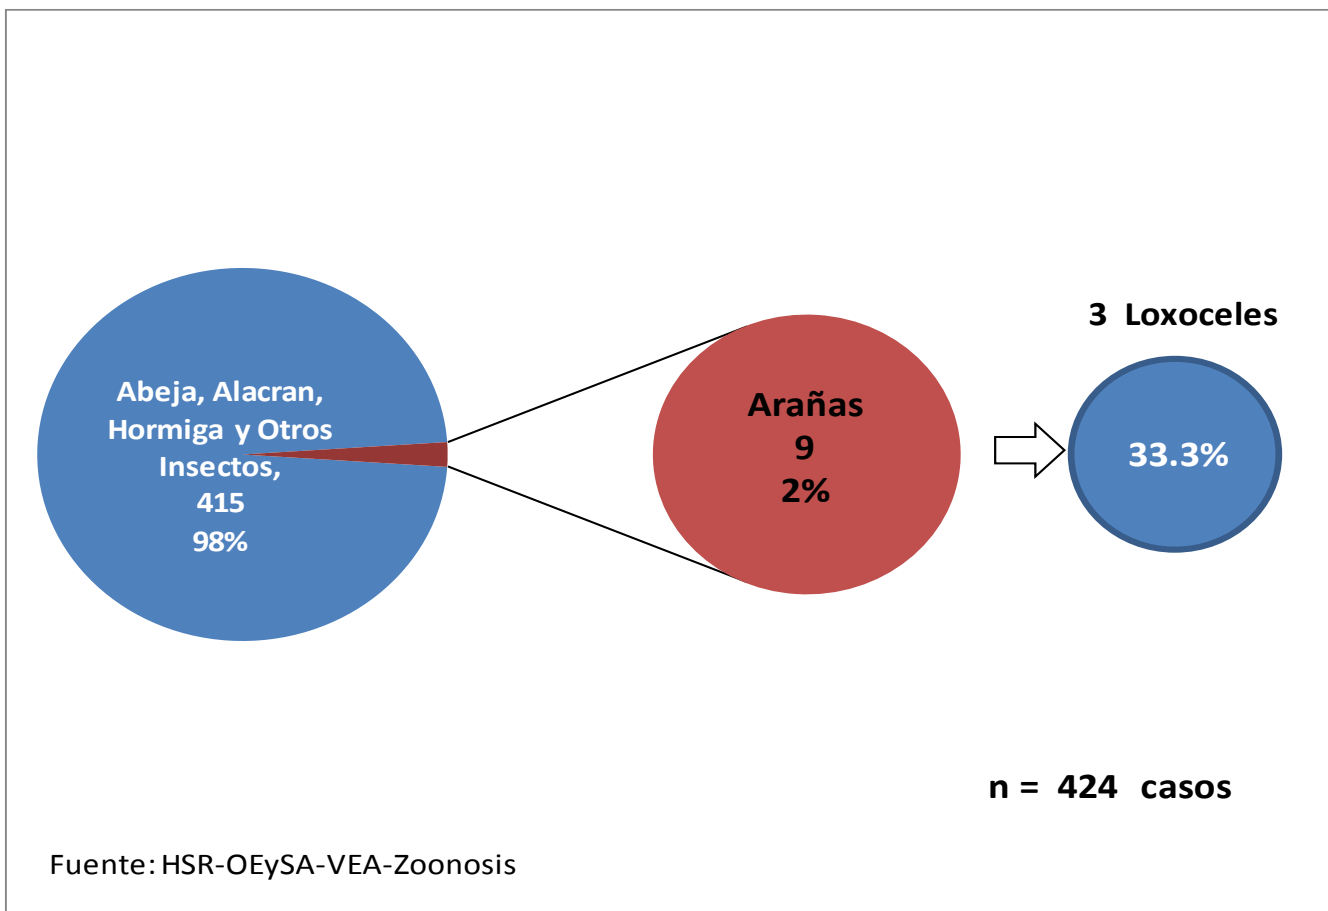 Abeja, Alacran,
Hormiga y Otros
Insectos,
415
98%
Arañas
9
2%
3 Loxoceles
33.3%
n = 424 casos
Fuente: HSR-OEySA-VEA-Zoonosis